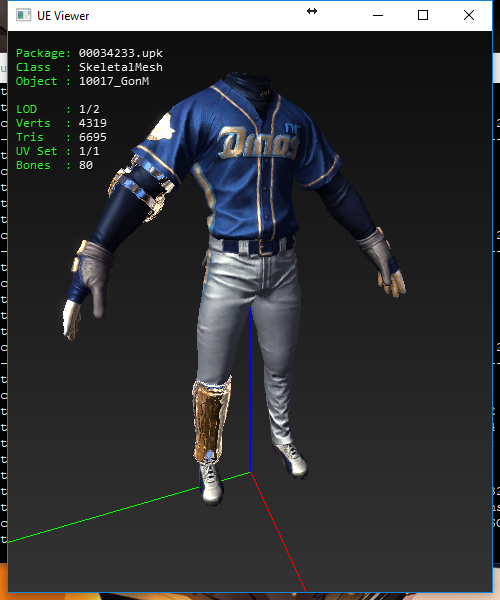 UE Viewer
Package: 00034233.upk
Class : SkeletalMesh
Object : 10017_GonM
LOD : 1/2
Verts : 4319
Tris : 6695
UV Set : 1/1
Bones : 80
Dinos